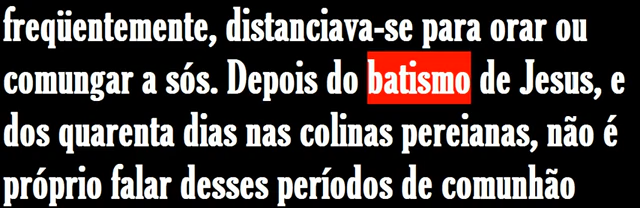 freqüentemente, distanciava-se para orar ou
comungar a sós. Depois do batismo de Jesus, e
dos quarenta dias nas colinas pereianas, não é
próprio falar desses períodos de comunhão